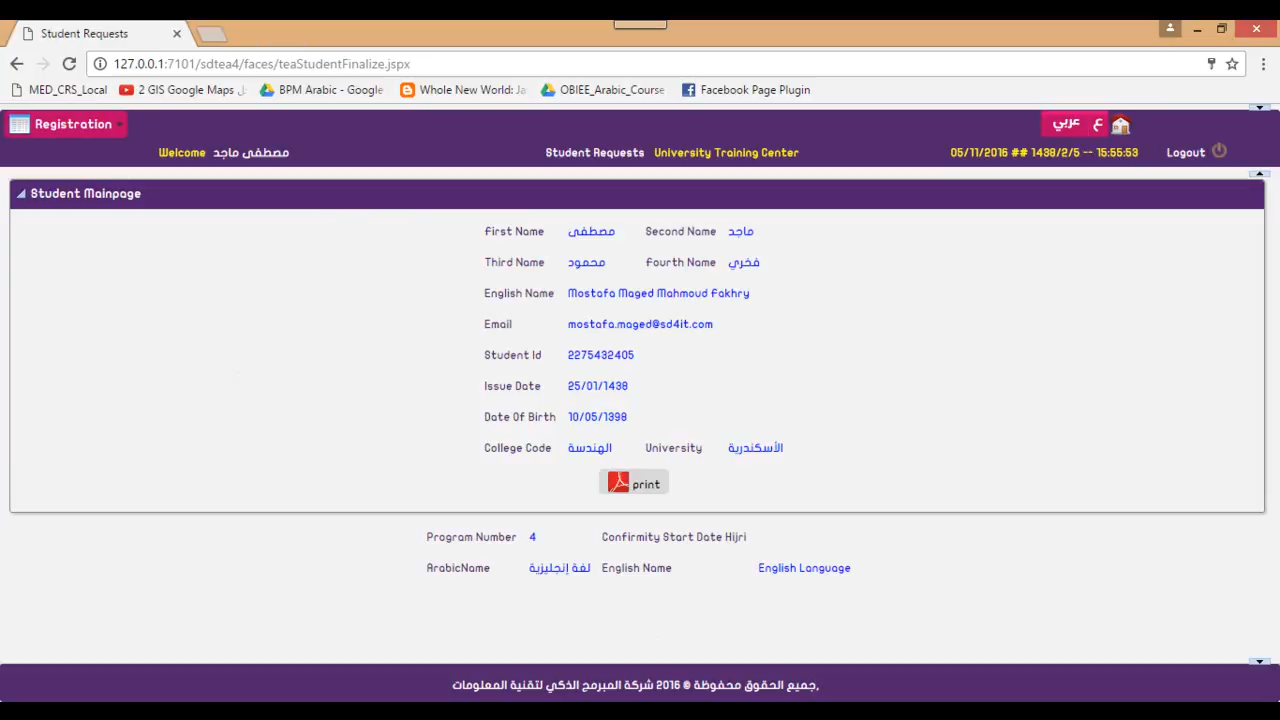 Student Requests
127.0.0.1:7101/sdtea4/faces/teaStudentFinalize.jspx
MED_CRS_Local 2 GIS Google Maps BPM Arabic - Google Whole New World: Ja OBIEE_Arabic_Course Facebook Page Plugin
Registration ع عربي
Welcome مصطفى ماجد Student Requests University Training Center 05/11/2016 ## 1438/2/5 -- 15:55:53 Logout
Student Mainpage
First Name مصطفى Second Name ماجد
Third Name محمود Fourth Name فخري
English Name Mostafa Maged Mahmoud Fakhry
Email mostafa.maged@sd4it.com
Student Id 2275432405
Issue Date 25/01/1438
Date Of Birth 10/05/1398
College Code الهندسة University الأسكندرية
print
Program Number 4 Confirmity Start Date Hijri
ArabicName لغة إنجليزية English Name English Language
جميع الحقوق محفوظة © 2016 شركة المبرمج الذكي لتقنية المعلومات.